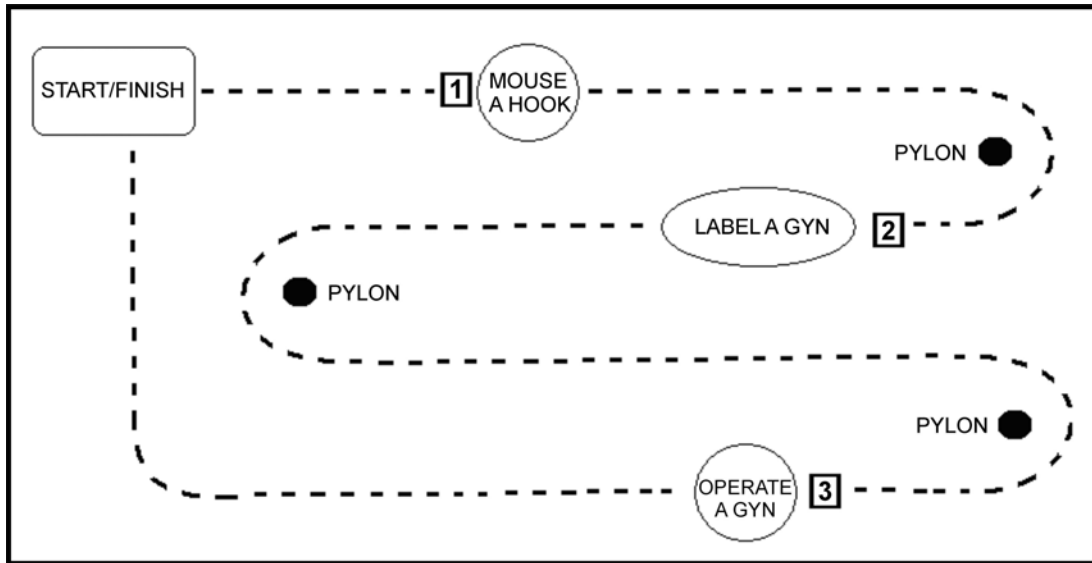 START/FINISH
1
MOUSE
A HOOK
PYLON
LABEL A GYN
2
PYLON
PYLON
OPERATE
A GYN
3